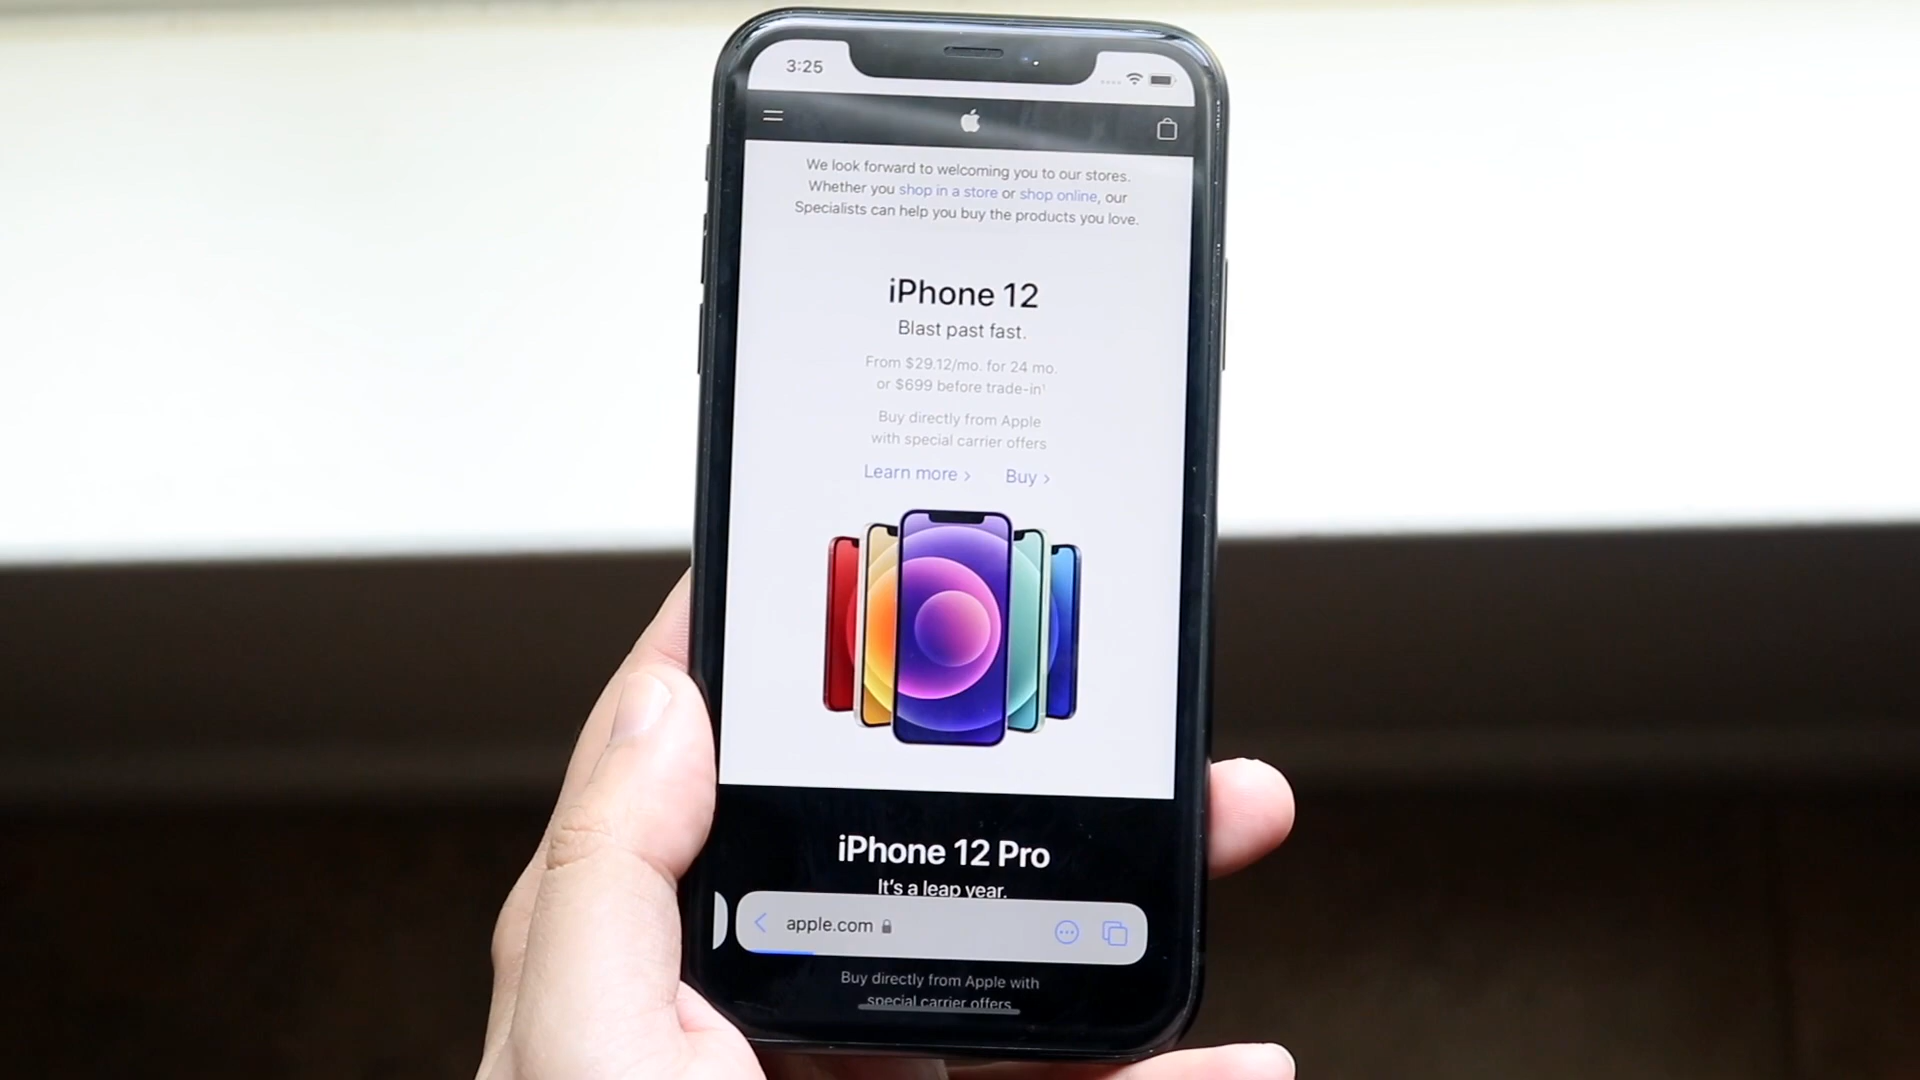 3:25
We look forward to welcoming you to our stores.
Whether you shop in a store or shop online, our
Specialists can help you buy the products you love.
iPhone 12
Blast past fast.
From $29.12/mo. for 24 mo.
or $699 before trade-in¹
Buy directly from Apple
with special carrier offers
Learn more > Buy >
iPhone 12 Pro
It's a leap year.
apple.com
Buy directly from Apple with
special carrier offers